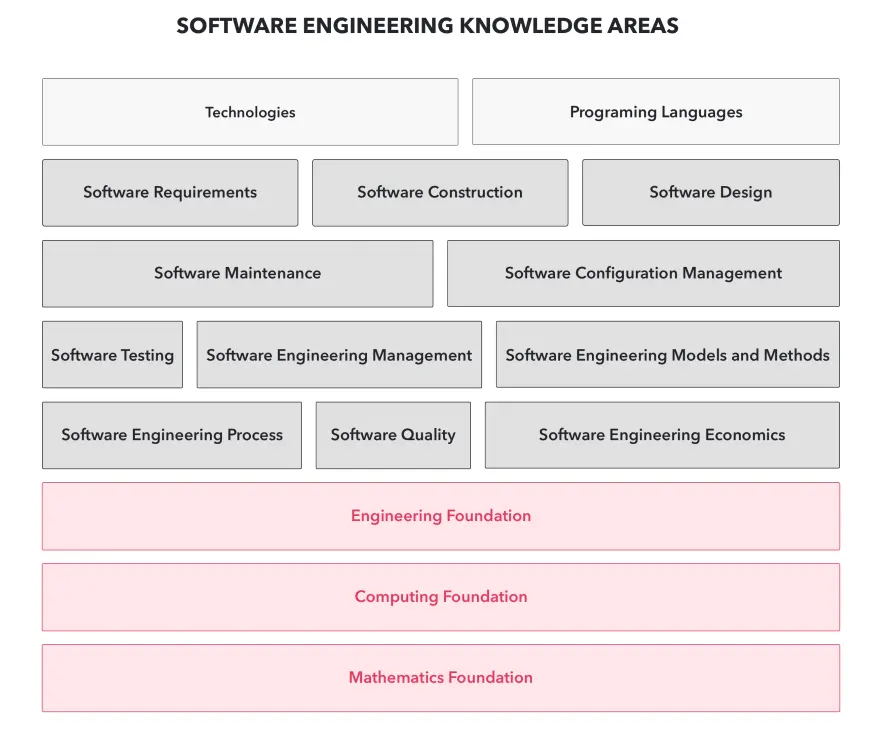 SOFTWARE ENGINEERING KNOWLEDGE AREAS
Technologies
Programing Languages
Software Requirements
Software Construction
Software Design
Software Maintenance
Software Configuration Management
Software Testing
Software Engineering Management
Software Engineering Models and Methods
Software Engineering Process
Software Quality
Software Engineering Economics
Engineering Foundation
Computing Foundation
Mathematics Foundation